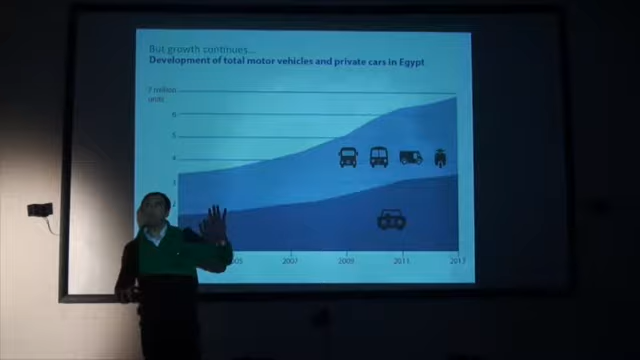 But growth continues...
Development of total motor vehicles and private cars in Egypt
7 million
units
6
5
4
3
2
2007
2009
2011
2013